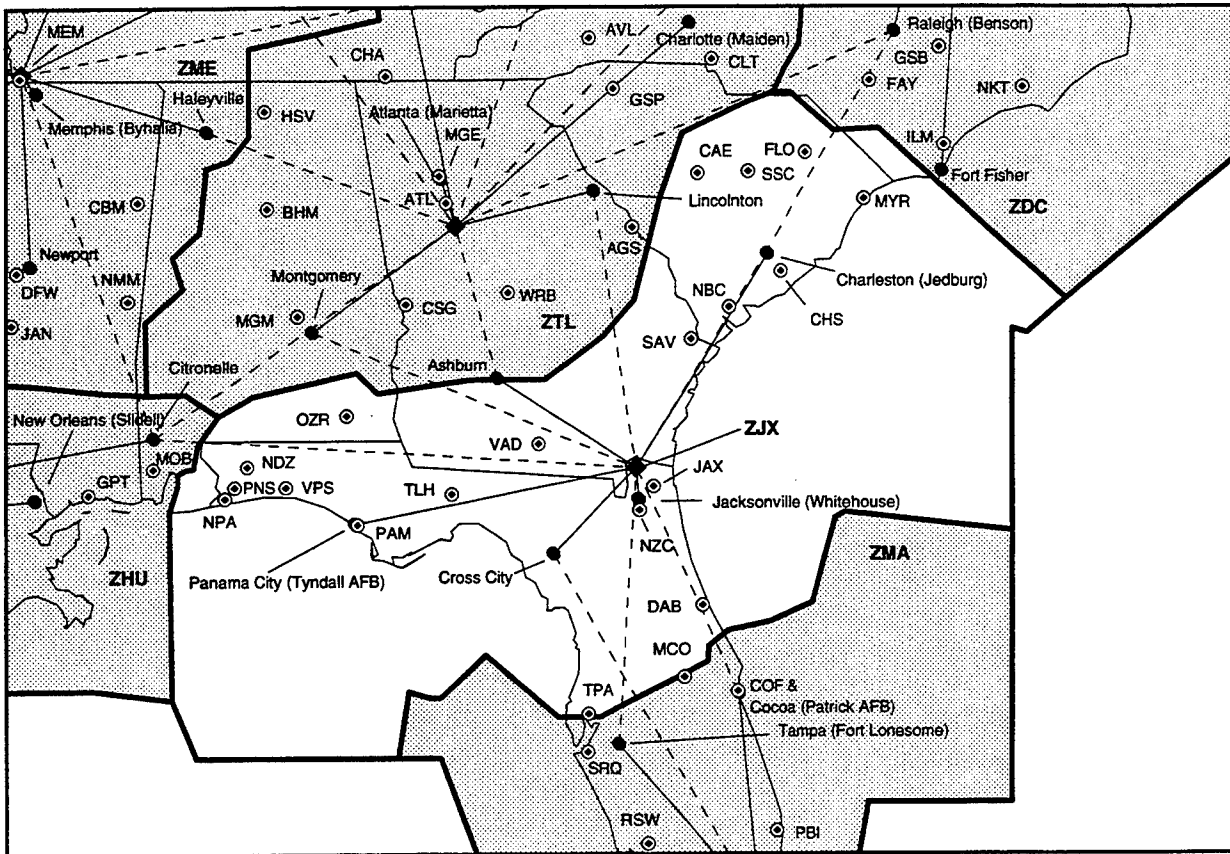 MEM
AVL
Raleigh (Benson)
Charlotte (Maiden)
GSB
CHA
ZME
CLT
FAY
NKT
Haleyville
GSP
HSV
Atlanta (Marietta)
Memphis (Byhalia)
MGE
ILM
CAE
FLO
SSC
Fort Fisher
CBM
BHM
ATL
Lincolnton
MYR
ZDC
AGS
Newport
Montgomery
Charleston (Jedburg)
DFW
NMM
NBC
WRB
CSG
CHS
MGM
ZTL
JAN
SAV
Citronelle
Ashburn
New Orleans (Slidell)
OZR
ZJX
VAD
MOB
NDZ
JAX
GPT
PNS
VPS
TLH
Jacksonville (Whitehouse)
NPA
PAM
NZC
ZMA
ZHU
Panama City (Tyndall AFB)
Cross City
DAB
MCO
TPA
COF &
Cocoa (Patrick AFB)
Tampa (Fort Lonesome)
SRQ
RSW
PBI